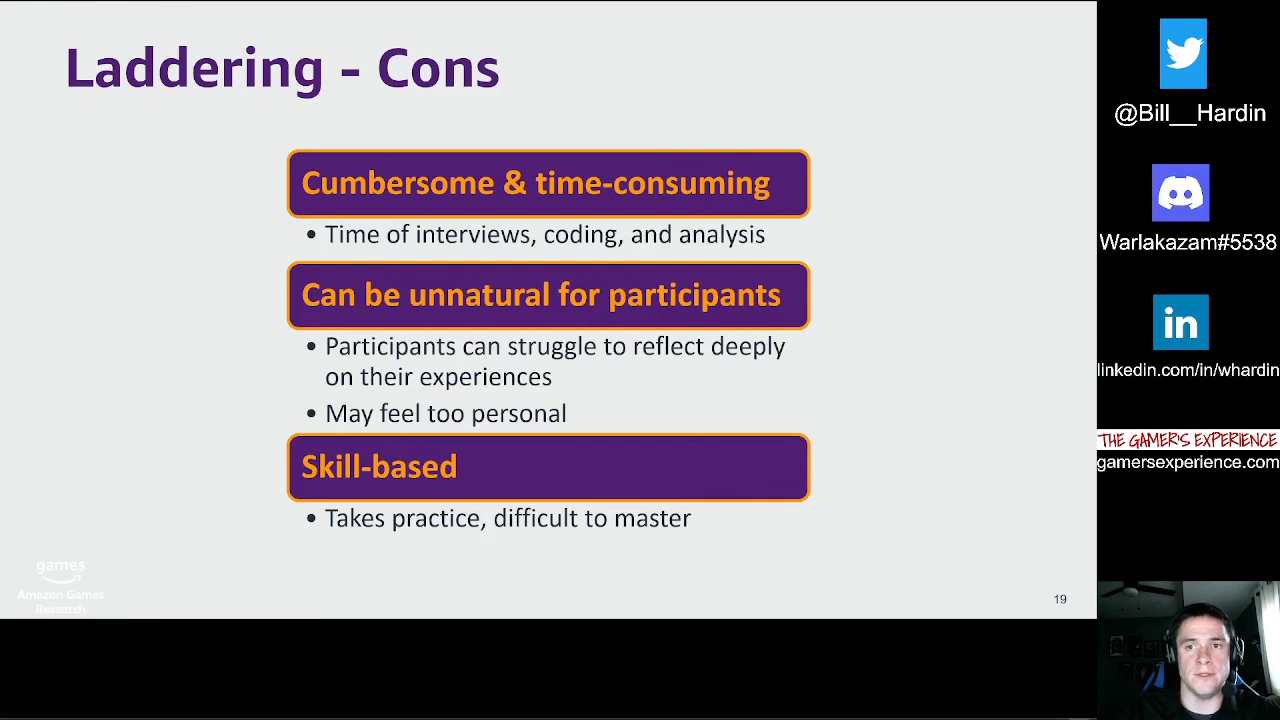 Laddering - Cons
Cumbersome & time-consuming
• Time of interviews, coding, and analysis
Can be unnatural for participants
• Participants can struggle to reflect deeply
on their experiences
• May feel too personal
Skill-based
• Takes practice, difficult to master
games
Amazon Games
Research
19
@Bill__Hardin
Warlakazam#5538
in
linkedin.com/in/whardin
THE GAMER'S EXPERIENCE
gamersexperience.com